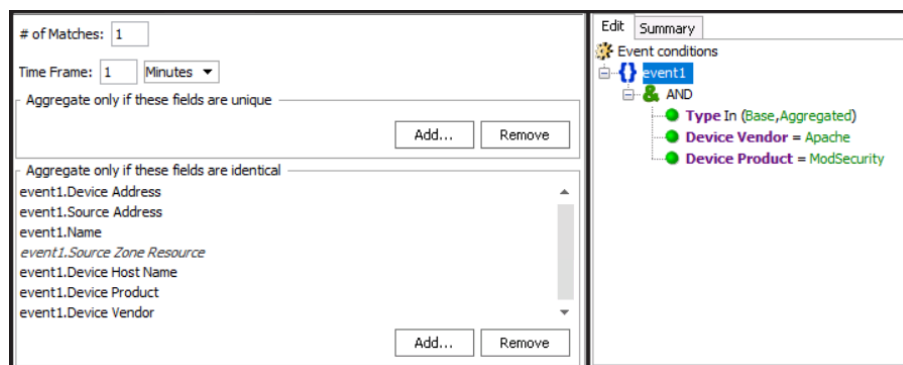 # of Matches: 1
Time Frame: 1 Minutes
Aggregate only if these fields are unique
Add... Remove
Aggregate only if these fields are identical
event1.Device Address
event1.Source Address
event1.Name
event1.Source Zone Resource
event1.Device Host Name
event1.Device Product
event1.Device Vendor
Add... Remove
Edit Summary
Event conditions
event1
& AND
Type In (Base,Aggregated)
Device Vendor = Apache
Device Product = ModSecurity